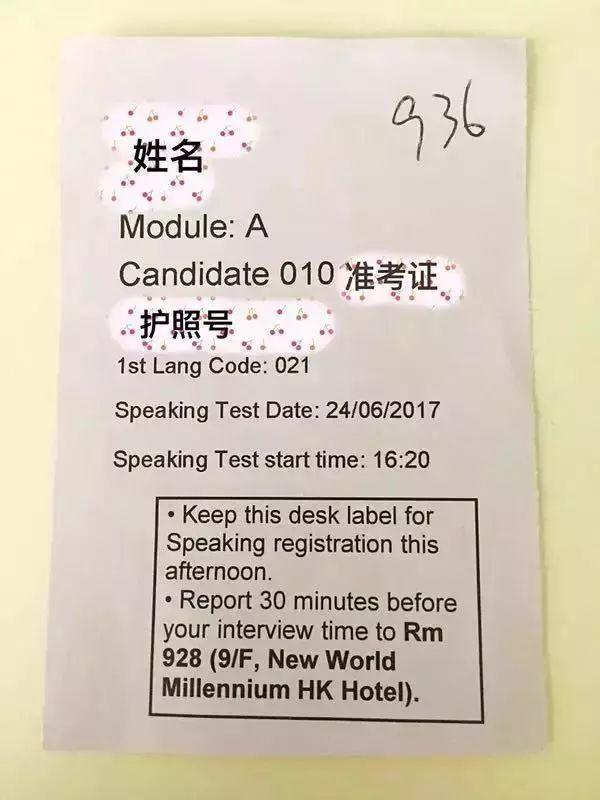 936
姓名
Module: A
Candidate 010 准考证
护照号
1st Lang Code: 021
Speaking Test Date: 24/06/2017
Speaking Test start time: 16:20
• Keep this desk label for
Speaking registration this
afternoon.
• Report 30 minutes before
your interview time to Rm
928 (9/F, New World
Millennium HK Hotel).